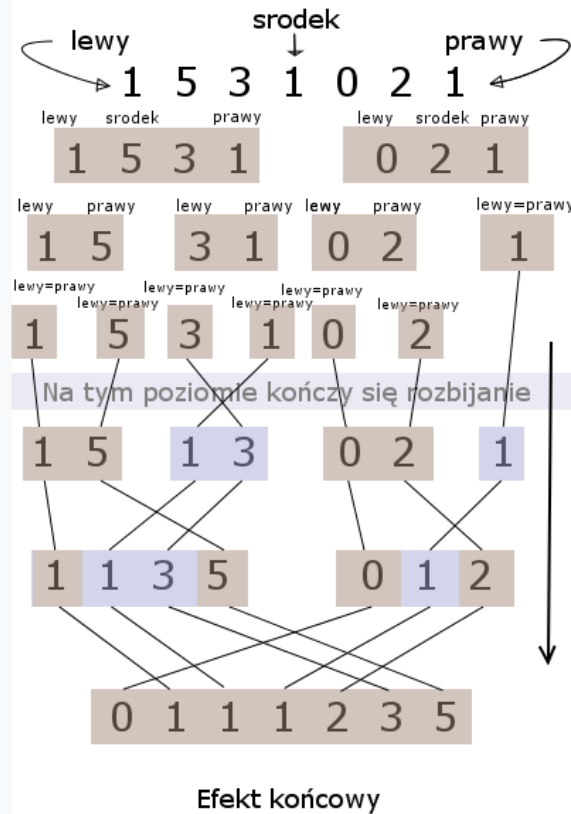 srodek
lewy prawy
1 5 3 1 0 2 1
lewy srodek prawy lewy srodek prawy
1 5 3 1 0 2 1
lewy prawy lewy prawy lewy prawy lewy=prawy
1 5 3 1 0 2 1
lewy=prawy lewy=prawy lewy=prawy lewy=prawy lewy=prawy lewy=prawy
1 5 3 1 0 2
Na tym poziomie kończy się rozbijanie
1 5 1 3 0 2 1
1 1 3 5 0 1 2
0 1 1 1 2 3 5
Efekt końcowy